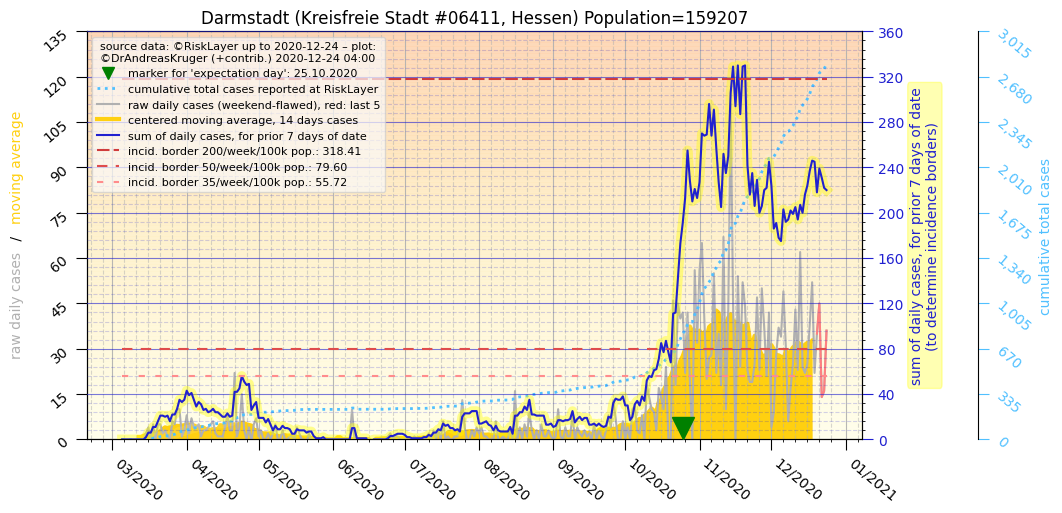 Darmstadt (Kreisfreie Stadt #06411, Hessen) Population=159207
source data: ©RiskLayer up to 2020-12-24 – plot:
©DrAndreasKruger (+contrib.) 2020-12-24 04:00
marker for 'expectation day': 25.10.2020
cumulative total cases reported at RiskLayer
raw daily cases (weekend-flawed), red: last 5
centered moving average, 14 days cases
sum of daily cases, for prior 7 days of date
incid. border 200/week/100k pop.: 318.41
incid. border 50/week/100k pop.: 79.60
incid. border 35/week/100k pop.: 55.72
raw daily cases / moving average
135
120
105
90
75
60
45
30
15
0
03/2020
04/2020
05/2020
06/2020
07/2020
08/2020
09/2020
10/2020
11/2020
12/2020
01/2021
360
320
280
240
200
160
120
80
40
0
sum of daily cases, for prior 7 days of date
(to determine incidence borders)
3,015
2,680
2,345
2,010
1,675
1,340
1,005
670
335
0
cumulative total cases